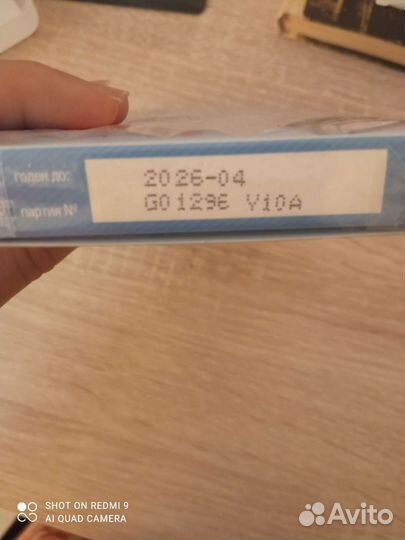 годен до: 2026-04
партия № G01296 V10A
SHOT ON REDMI 9
AI QUAD CAMERA
Avito